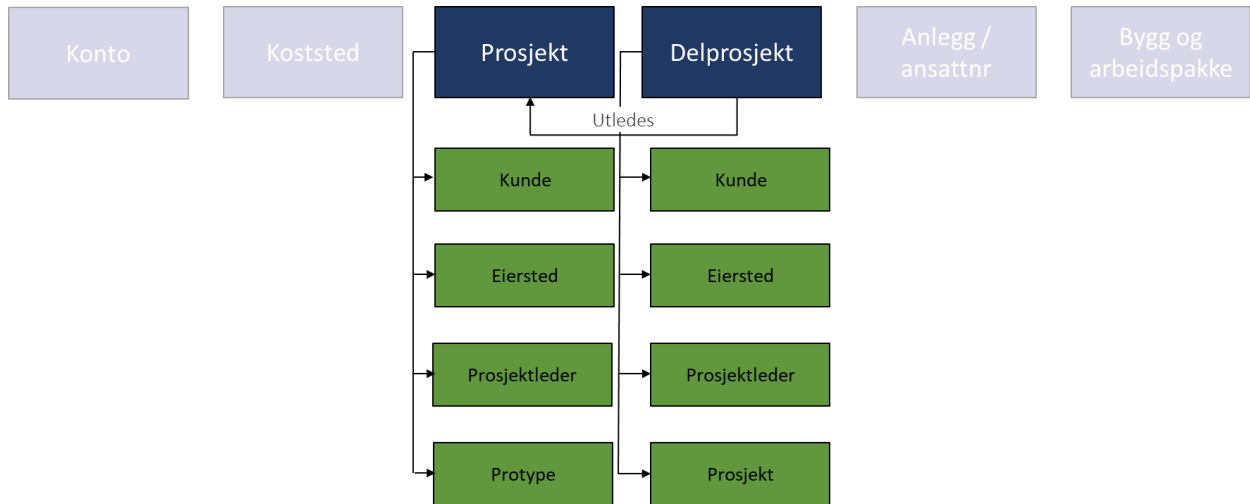 Konto
Koststed
Prosjekt
Delprosjekt
Anlegg /
ansattnr
Bygg og
arbeidspakke
Utledes
Kunde
Kunde
Eiersted
Eiersted
Prosjektleder
Prosjektleder
Protype
Prosjekt